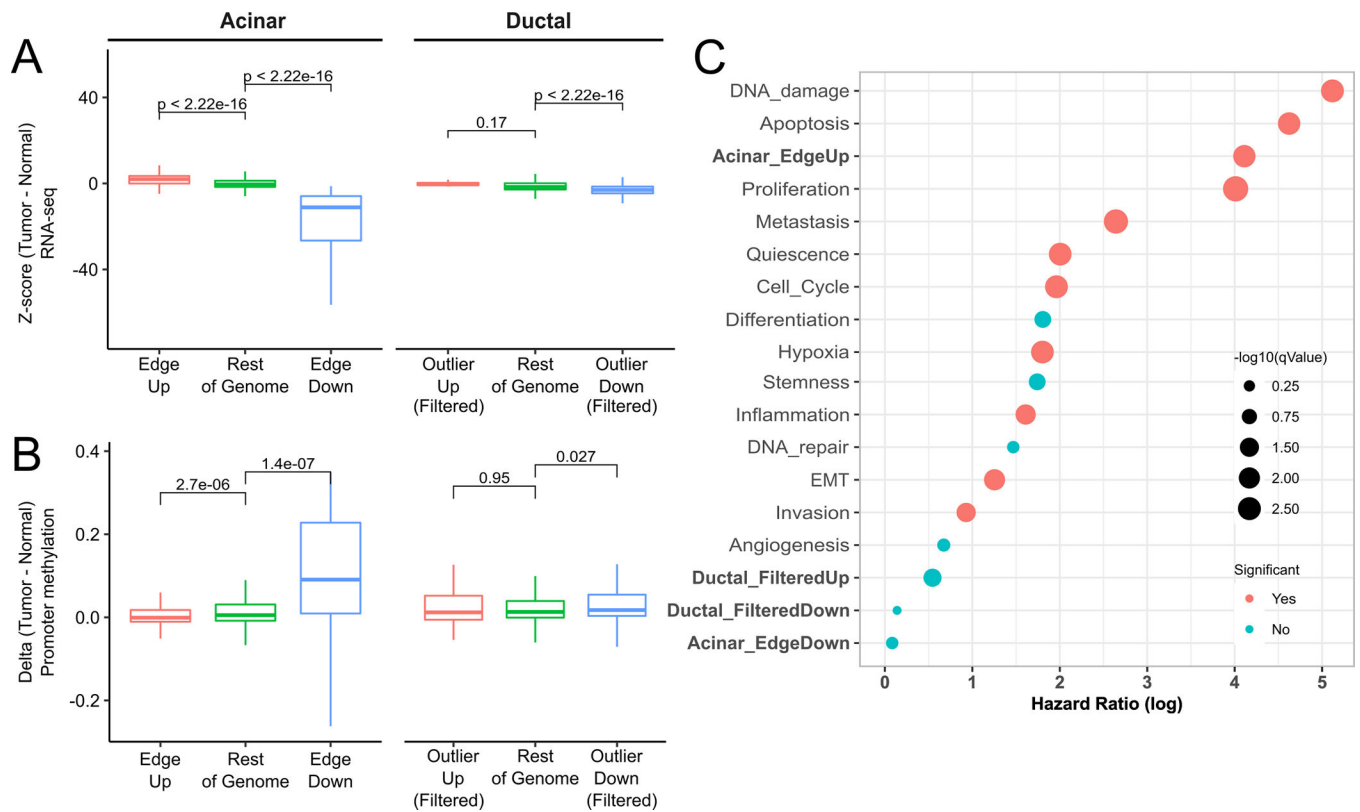 Acinar
Ductal
A
Z-score (Tumor - Normal)
RNA-seq
40
0
-40
p < 2.22e-16
p < 2.22e-16
0.17
p < 2.22e-16
Edge
Up
Rest
of Genome
Edge
Down
Outlier
Up
(Filtered)
Rest
of Genome
Outlier
Down
(Filtered)
B
Delta (Tumor - Normal)
Promoter methylation
0.4
0.2
0.0
-0.2
2.7e-06
1.4e-07
0.95
0.027
Edge
Up
Rest
of Genome
Edge
Down
Outlier
Up
(Filtered)
Rest
of Genome
Outlier
Down
(Filtered)
C
DNA_damage
Apoptosis
Acinar_EdgeUp
Proliferation
Metastasis
Quiescence
Cell_Cycle
Differentiation
Hypoxia
Stemness
Inflammation
DNA_repair
EMT
Invasion
Angiogenesis
Ductal_FilteredUp
Ductal_FilteredDown
Acinar_EdgeDown
0 1 2 3 4 5
Hazard Ratio (log)
-log10(qValue)
0.25
0.75
1.50
2.00
2.50
Significant
Yes
No